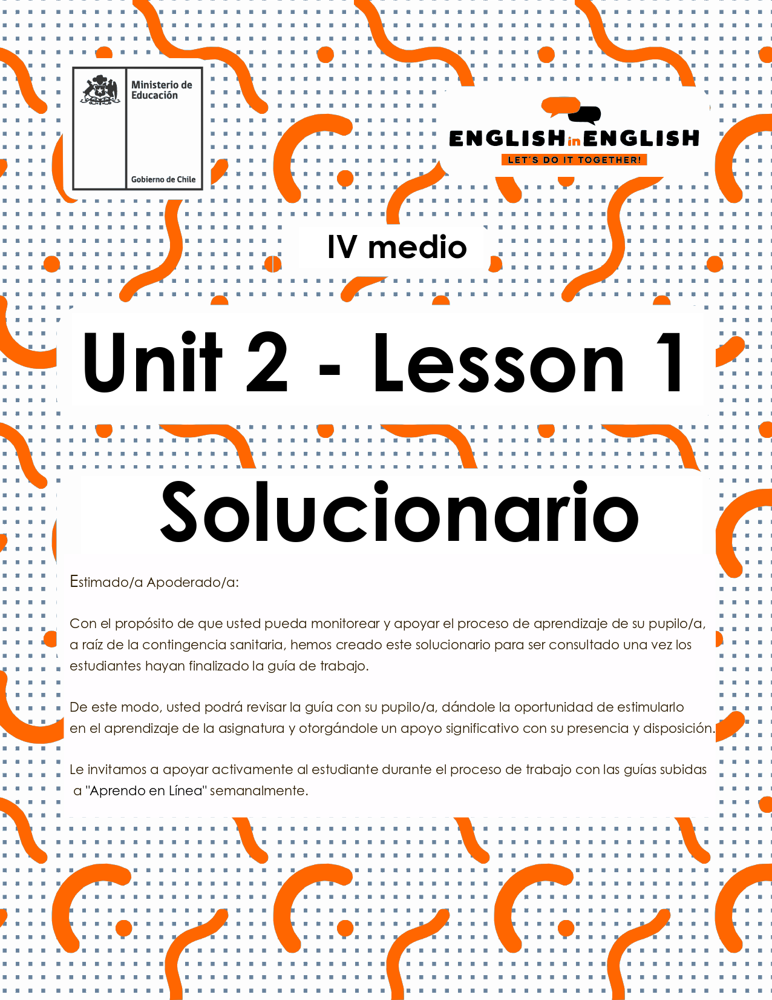 Ministerio de
Educación
Gobierno de Chile
ENGLISH in ENGLISH
LET'S DO IT TOGETHER!
IV medio
Unit 2 - Lesson 1
Solucionario
Estimado/a Apoderado/a:
Con el propósito de que usted pueda monitorear y apoyar el proceso de aprendizaje de su pupilo/a,
a raíz de la contingencia sanitaria, hemos creado este solucionario para ser consultado una vez los
estudiantes hayan finalizado la guía de trabajo.
De este modo, usted podrá revisar la guía con su pupilo/a, dándole la oportunidad de estimularlo
en el aprendizaje de la asignatura y otorgándole un apoyo significativo con su presencia y disposición.
Le invitamos a apoyar activamente al estudiante durante el proceso de trabajo con las guías subidas
a "Aprendo en Línea" semanalmente.